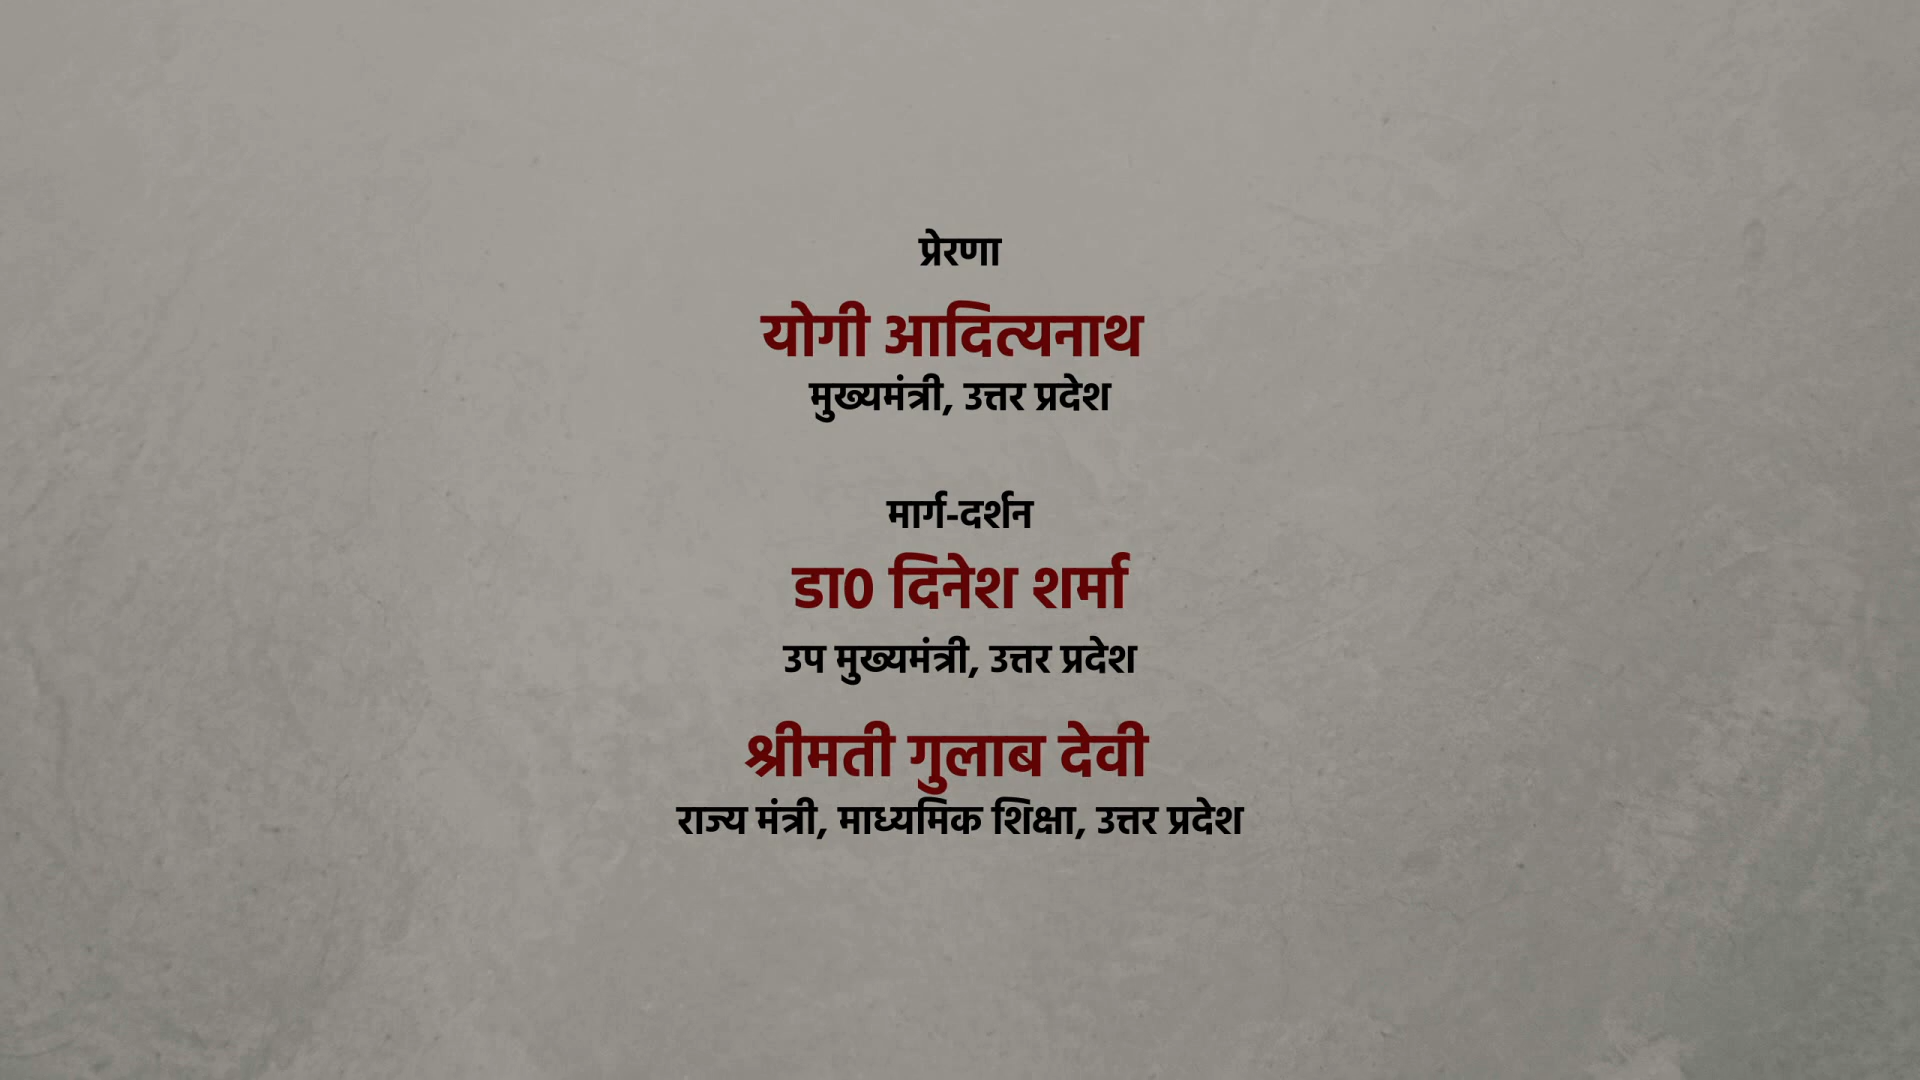 प्रेरणा
योगी आदित्यनाथ
मुख्यमंत्री, उत्तर प्रदेश
मार्ग-दर्शन
डा0 दिनेश शर्मा
उप मुख्यमंत्री, उत्तर प्रदेश
श्रीमती गुलाब देवी
राज्य मंत्री, माध्यमिक शिक्षा, उत्तर प्रदेश